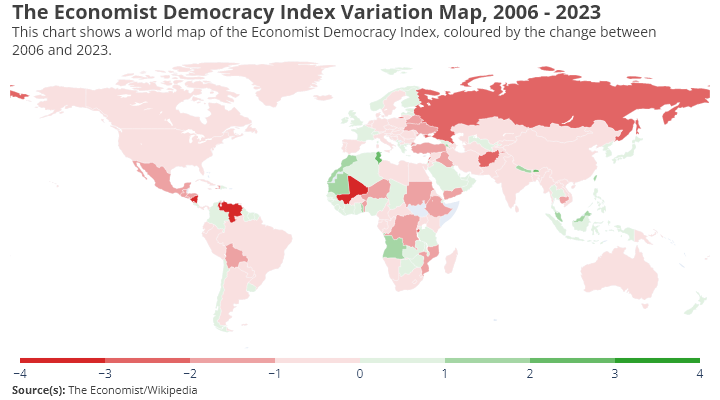 The Economist Democracy Index Variation Map, 2006 - 2023
This chart shows a world map of the Economist Democracy Index, coloured by the change between
2006 and 2023.
−4 −3 −2 −1 0 1 2 3 4
Source(s): The Economist/Wikipedia